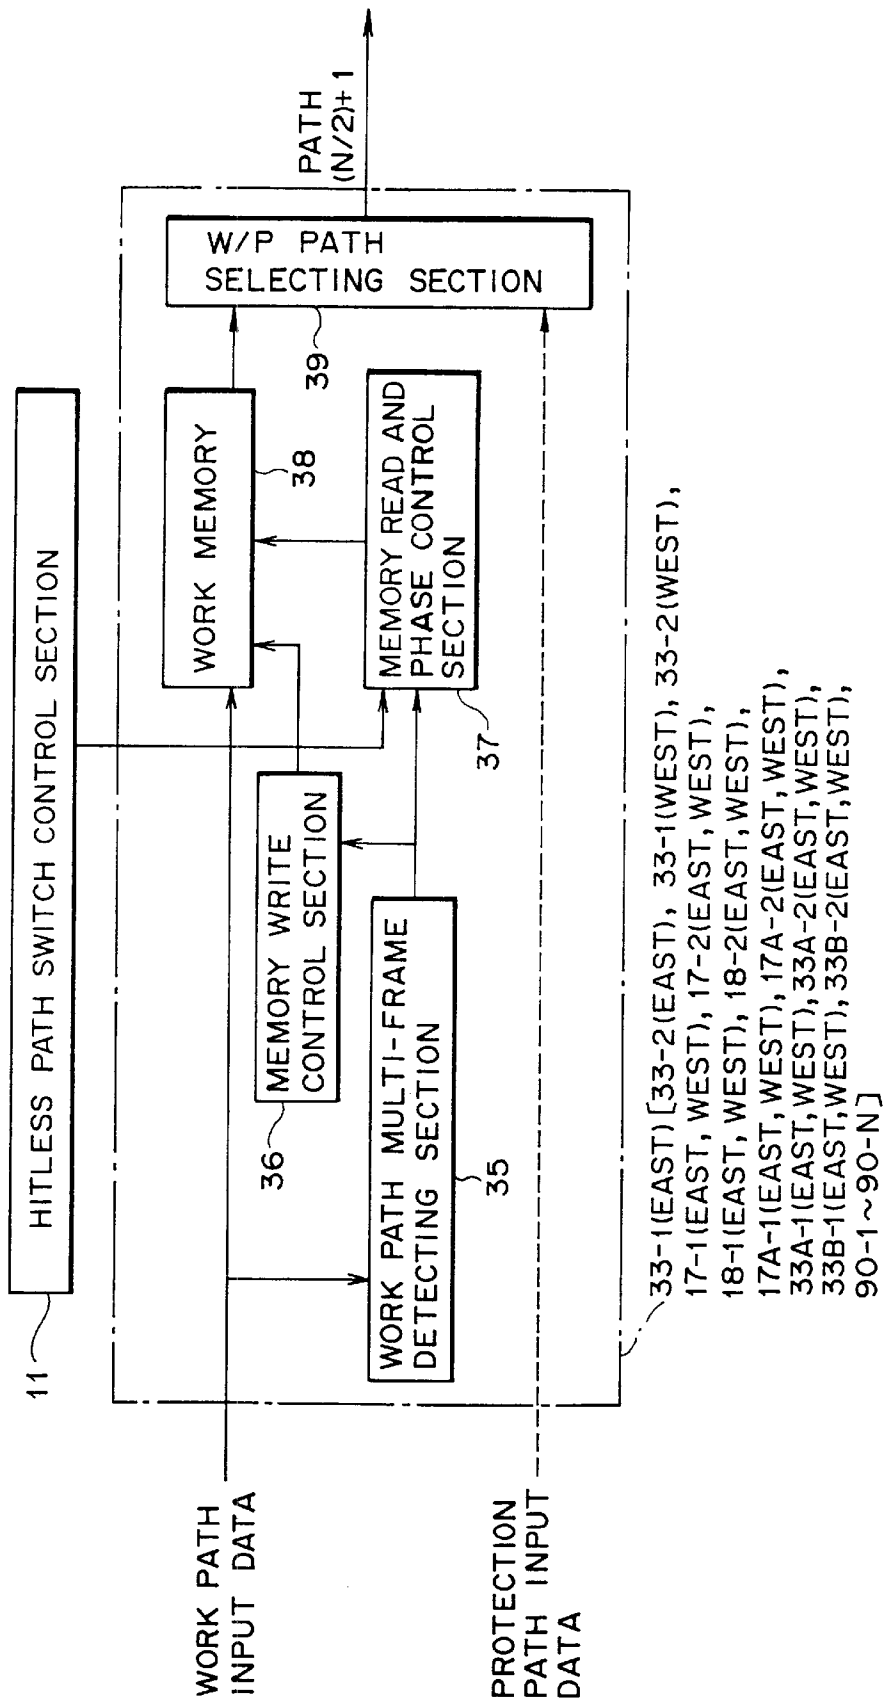 HITLESS PATH SWITCH CONTROL SECTION
11
WORK PATH
INPUT DATA
PROTECTION
PATH INPUT
DATA
WORK PATH MULTI-FRAME
DETECTING SECTION
35
MEMORY WRITE
CONTROL SECTION
36
WORK MEMORY
38
MEMORY READ AND
PHASE CONTROL
SECTION
37
W/P PATH
SELECTING SECTION
39
PATH
(N/2)+1
33-1(EAST)[33-2(EAST), 33-1(WEST), 33-2(WEST),
17-1(EAST, WEST), 17-2(EAST, WEST),
18-1(EAST, WEST), 18-2(EAST, WEST),
17A-1(EAST, WEST), 17A-2(EAST, WEST),
33A-1(EAST, WEST), 33A-2(EAST, WEST),
33B-1(EAST, WEST), 33B-2(EAST, WEST),
90-1~90-N]